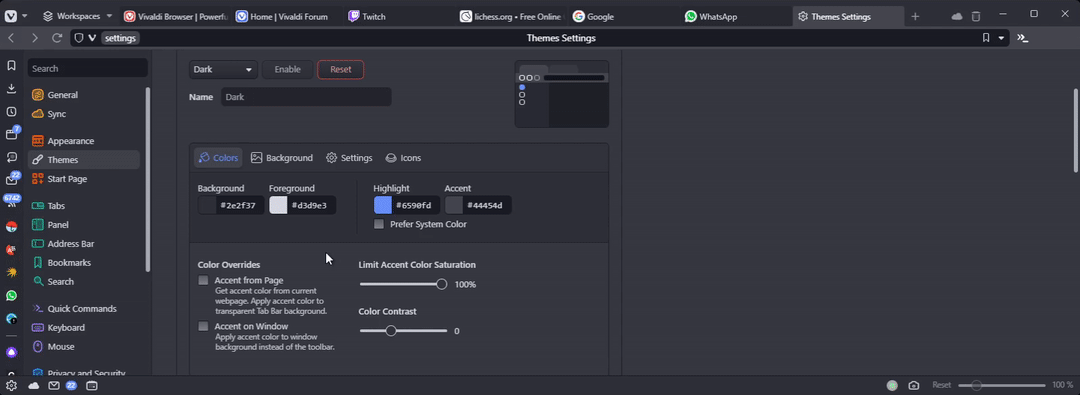 Workspaces
Vivaldi Browser | Powerfu
Home | Vivaldi Forum
Twitch
lichess.org • Free Online
Google
WhatsApp
Themes Settings
settings
Themes Settings
Search
General
Sync
Appearance
Themes
Start Page
Tabs
Panel
Address Bar
Bookmarks
Search
Quick Commands
Keyboard
Mouse
Privacy and Security
7
22
6742
Dark
Enable
Reset
Name
Dark
Colors
Background
Settings
Icons
Background
Foreground
Highlight
Accent
#2e2f37
#d3d9e3
#6590fd
#44454d
Prefer System Color
Color Overrides
Accent from Page
Get accent color from current
webpage. Apply accent color to
transparent Tab Bar background.
Accent on Window
Apply accent color to window
background instead of the toolbar.
Limit Accent Color Saturation
100%
Color Contrast
0
22
Reset
100 %